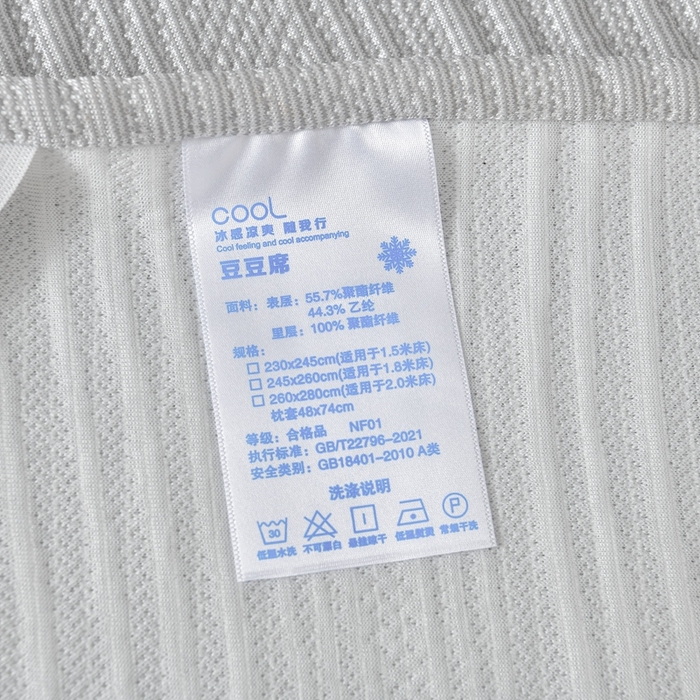 COOL
冰感凉爽 随我行
Cool feeling and cool accompanying
豆豆席
面料：表层：55.7%聚酯纤维
44.3% 乙纶
里层：100% 聚酯纤维
规格：
□ 230x245cm(适用于1.5米床)
□ 245x260cm(适用于1.8米床)
□ 260x280cm(适用于2.0米床)
枕套48x74cm
等级：合格品 NF01
执行标准：GB/T22796-2021
安全类别：GB18401-2010 A类
洗涤说明
30 P
低温水洗 不可漂白 悬挂晾干 低温熨烫 常规干洗